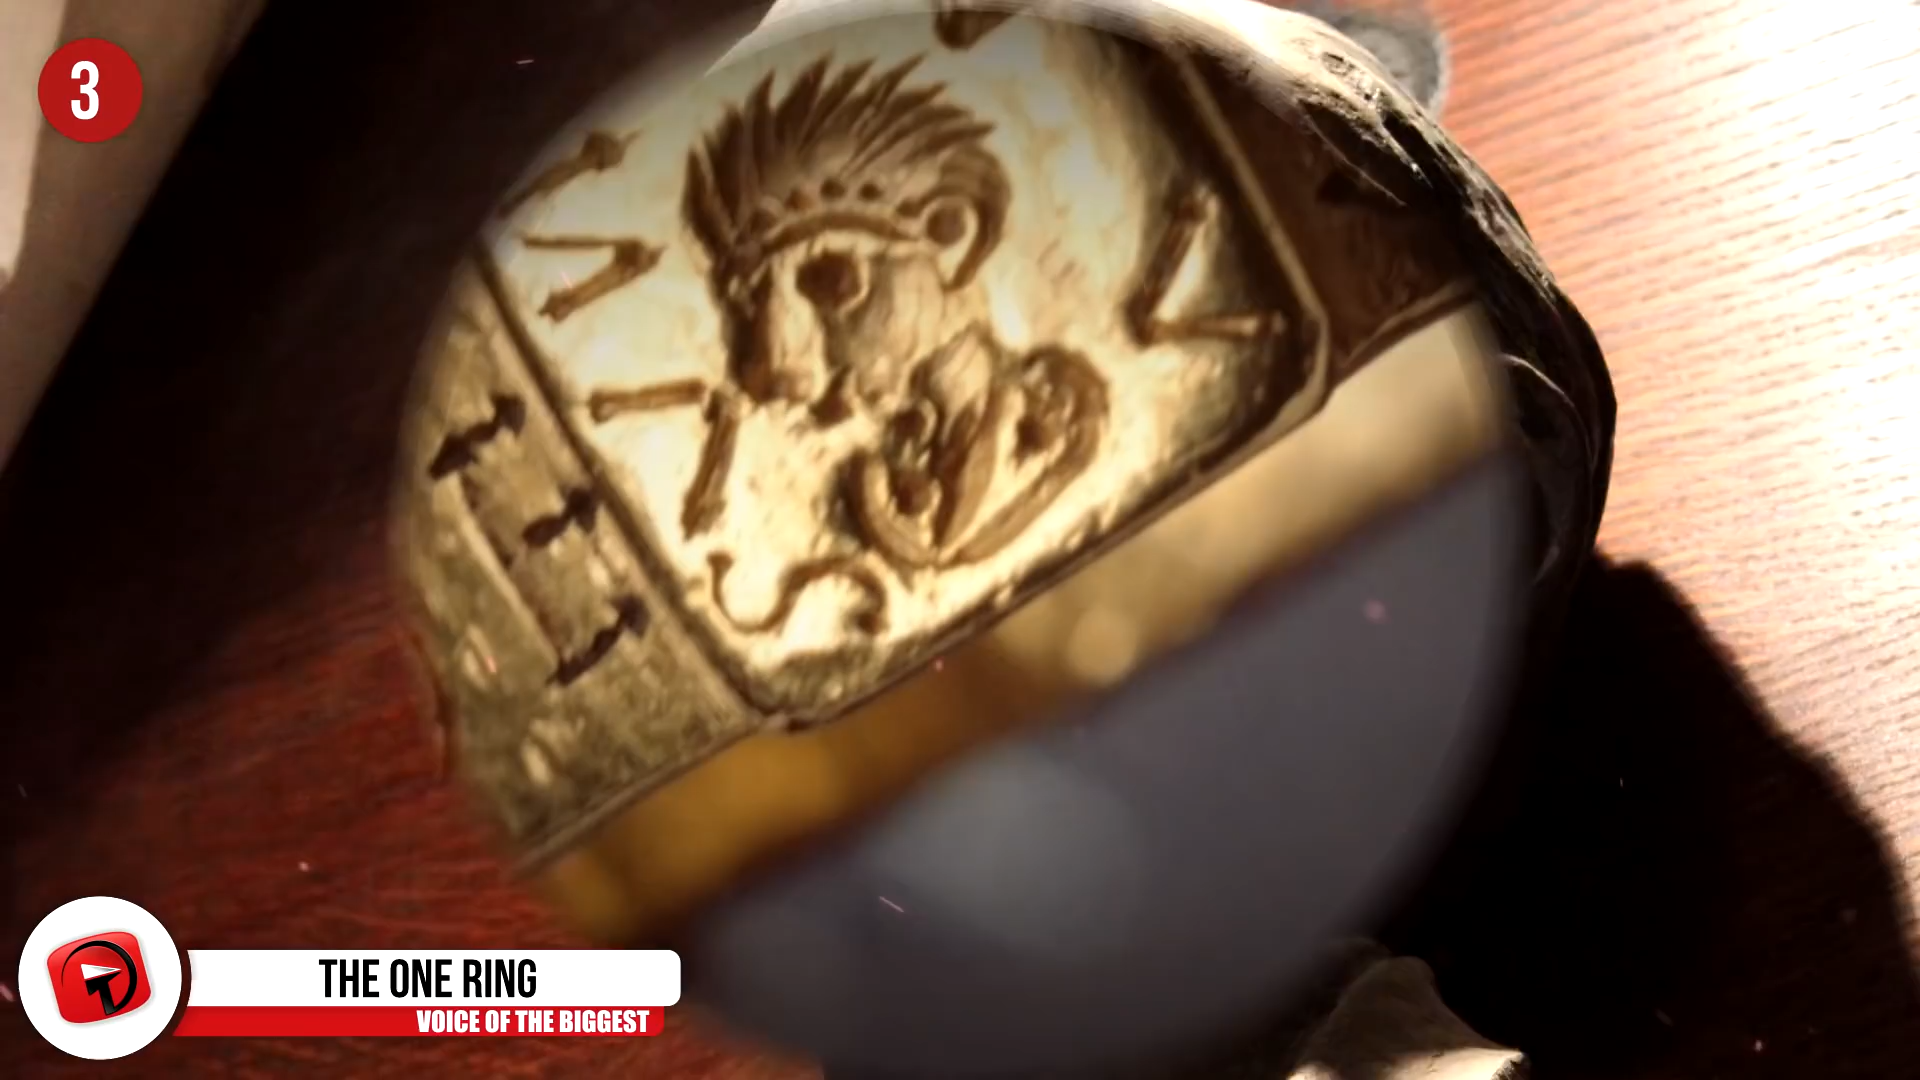 3
THE ONE RING
VOICE OF THE BIGGEST